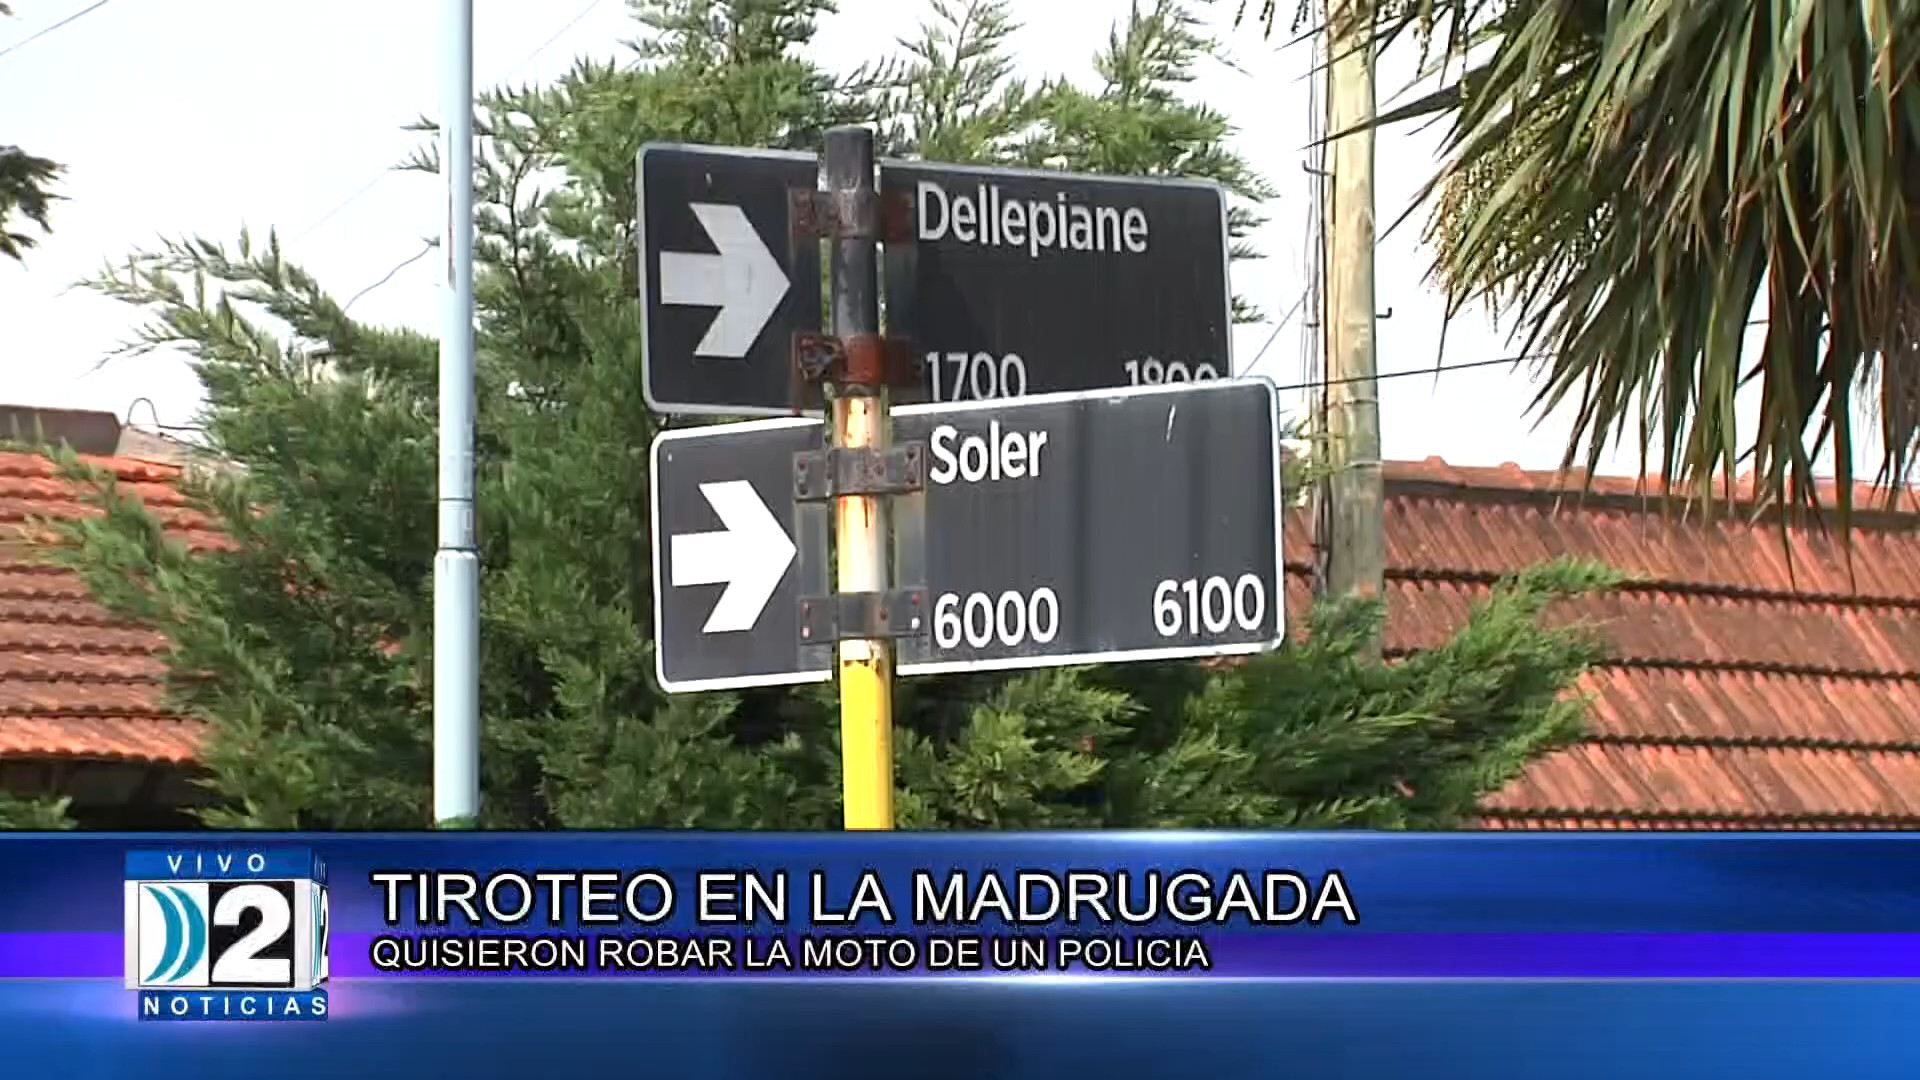 Dellepiane
1700 1800
Soler
6000 6100
VIVO
2
NOTICIAS
TIROTEO EN LA MADRUGADA
QUISIERON ROBAR LA MOTO DE UN POLICIA